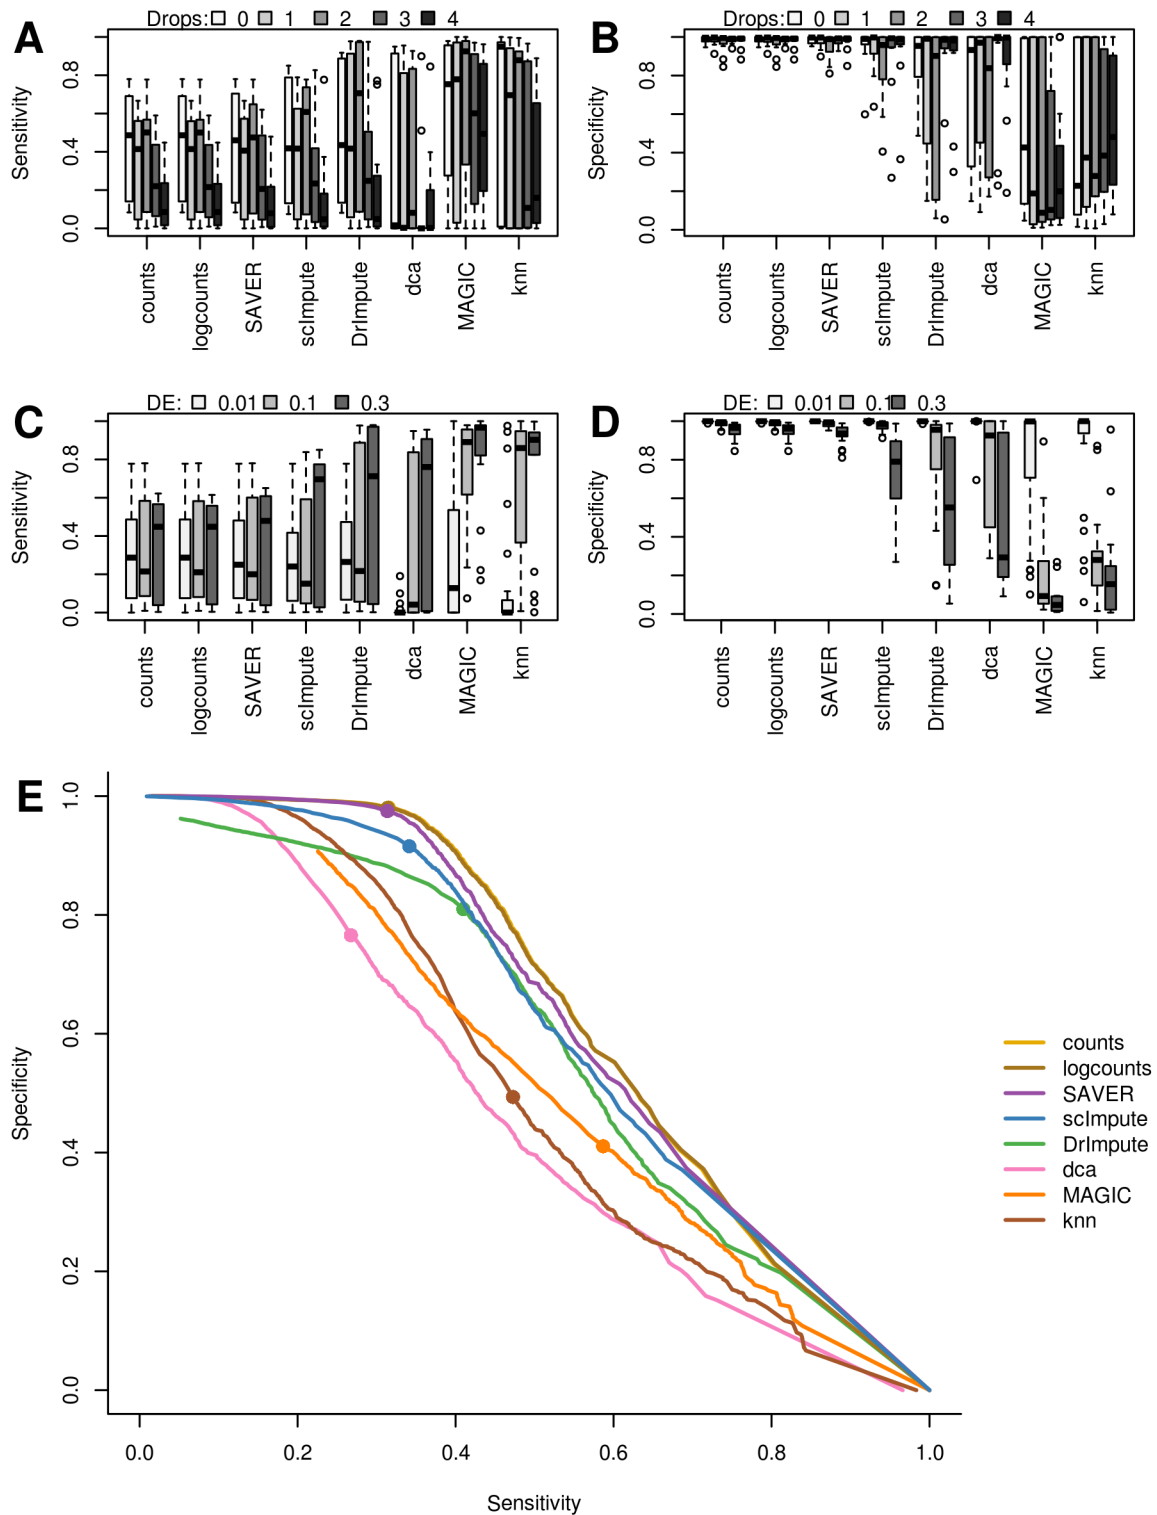 A
Drops: 0 1 2 3 4
Sensitivity
0.0 0.4 0.8
counts logcounts SAVER scImpute DrImpute dca MAGIC knn
B
Drops: 0 1 2 3 4
Specificity
0.0 0.4 0.8
counts logcounts SAVER scImpute DrImpute dca MAGIC knn
C
DE: 0.01 0.1 0.3
Sensitivity
0.0 0.4 0.8
counts logcounts SAVER scImpute DrImpute dca MAGIC knn
D
DE: 0.01 0.1 0.3
Specificity
0.0 0.4 0.8
counts logcounts SAVER scImpute DrImpute dca MAGIC knn
E
Specificity
0.0 0.2 0.4 0.6 0.8 1.0
0.0 0.2 0.4 0.6 0.8 1.0
Sensitivity
counts
logcounts
SAVER
scImpute
DrImpute
dca
MAGIC
knn